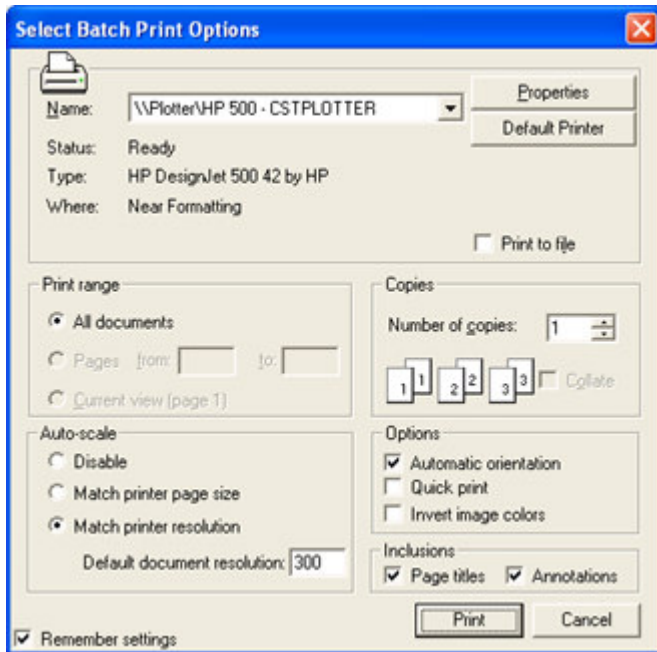 Select Batch Print Options
Name: \\Plotter\HP 500 - CSTPLOTTER
Properties
Default Printer
Status: Ready
Type: HP DesignJet 500 42 by HP
Where: Near Formatting
Print to file
Print range
All documents
Pages from: to:
Current view (page 1)
Copies
Number of copies: 1
1 1 2 2 3 3 Collate
Auto-scale
Disable
Match printer page size
Match printer resolution
Default document resolution: 300
Options
Automatic orientation
Quick print
Invert image colors
Inclusions
Page titles Annotations
Remember settings
Print Cancel